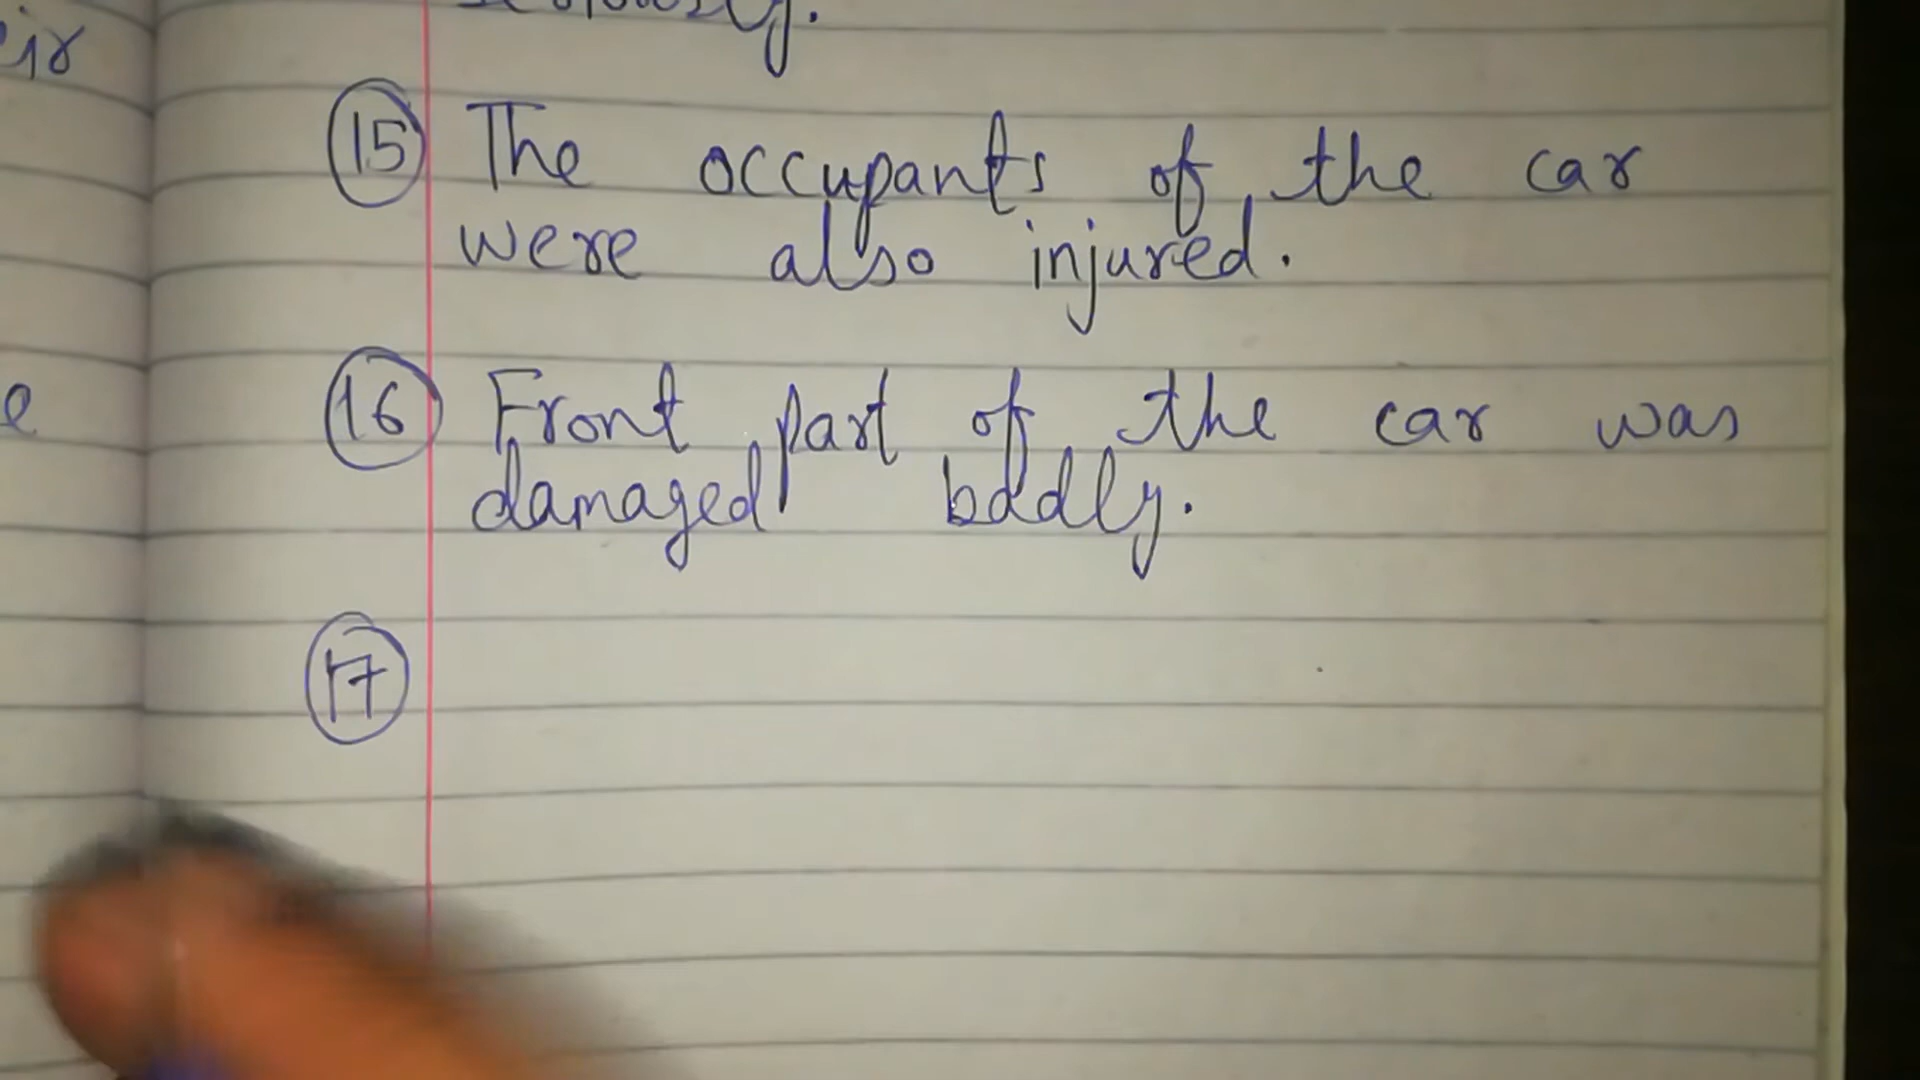 15 The occupants of the car
were also injured.
16 Front part of the car was
damaged badly.
17